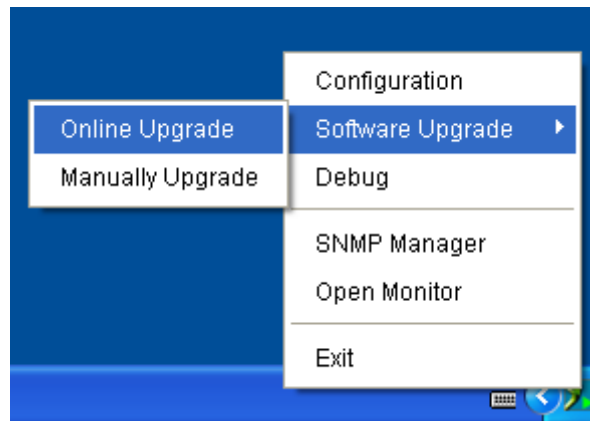 Configuration
Software Upgrade
Online Upgrade
Manually Upgrade
Debug
SNMP Manager
Open Monitor
Exit